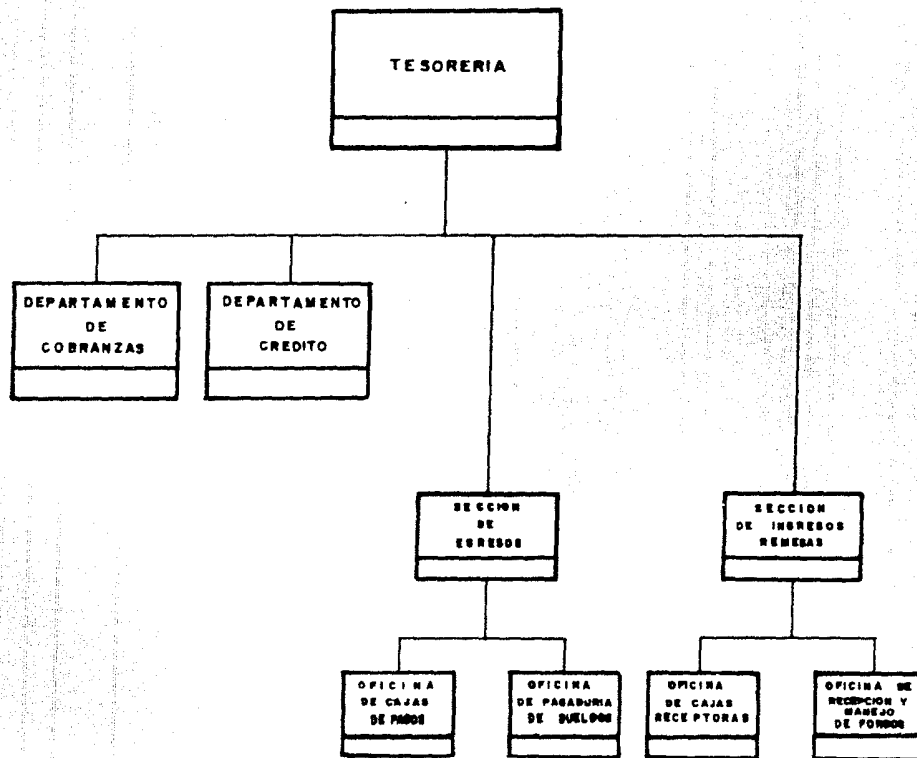 TESORERIA
DEPARTAMENTO
DE
COBRANZAS
DEPARTAMENTO
DE
CREDITO
SECCION
DE
EGRESOS
SECCION
DE INGRESOS
REMESAS
OFICINA
DE CAJAS
DE PAGOS
OFICINA
DE PAGADURIA
DE SUELDOS
OFICINA
DE CAJAS
RECEPTORAS
OFICINA DE
RECEPCION Y
MANEJO
DE FONDOS